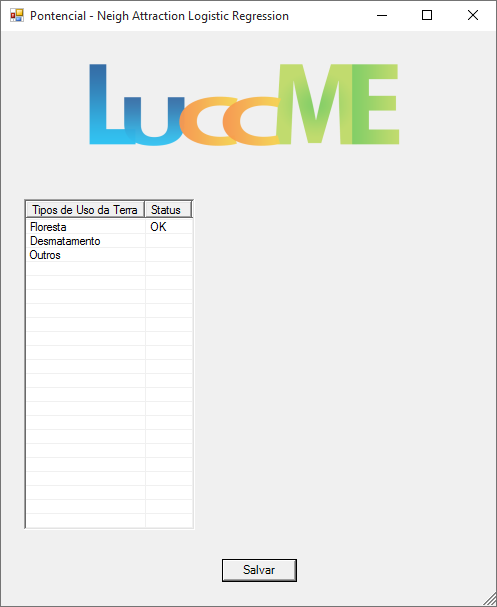 Pontencial - Neigh Attraction Logistic Regression
LuccME
Tipos de Uso da Terra Status
Floresta OK
Desmatamento
Outros
Salvar